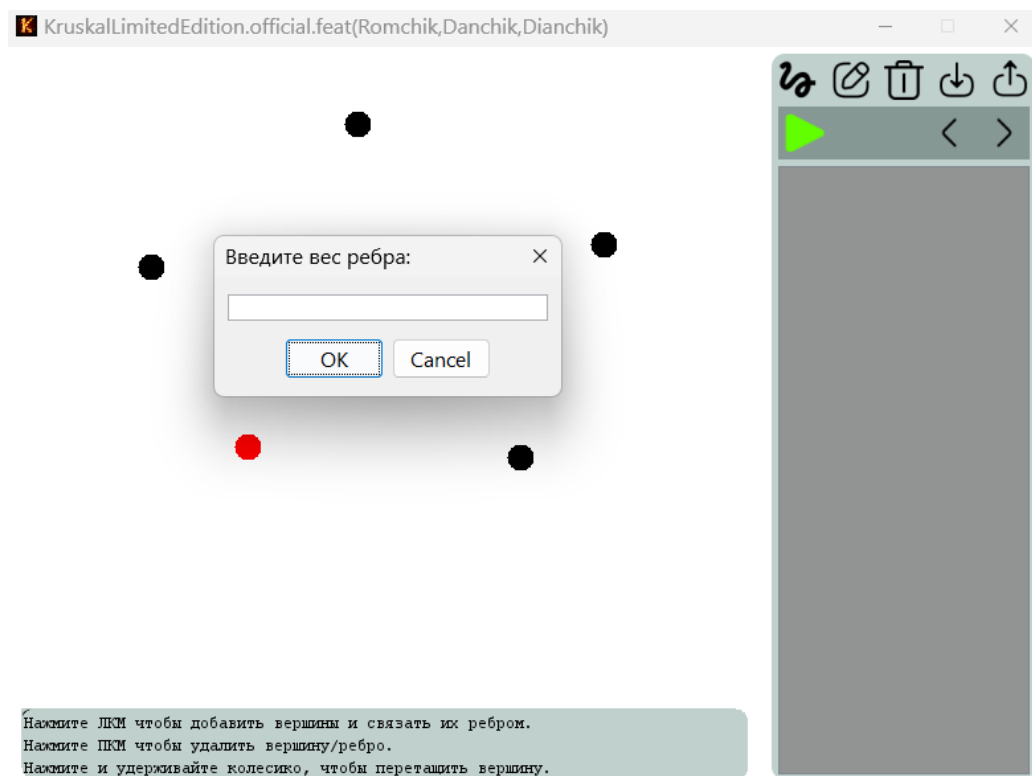 KruskalLimitedEdition.official.feat(Romchik,Danchik,Dianchik)
Введите вес ребра:
OK
Cancel
Нажмите ЛКМ чтобы добавить вершины и связать их ребром.
Нажмите ПКМ чтобы удалить вершину/ребро.
Нажмите и удерживайте колесико, чтобы перетащить вершину.